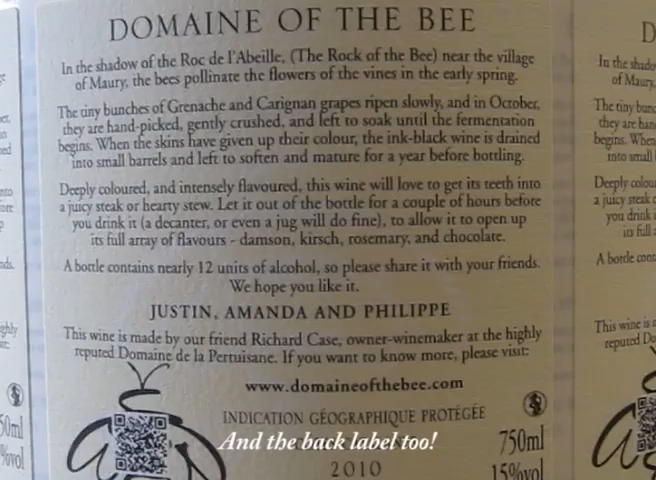 DOMAINE OF THE BEE
In the shadow of the Roc de l'Abeille, (The Rock of the Bee) near the village
of Maury, the bees pollinate the flowers of the vines in the early spring.
The tiny bunches of Grenache and Carignan grapes ripen slowly, and in October,
they are hand-picked, gently crushed, and left to soak until the fermentation
begins. When the skins have given up their colour, the ink-black wine is drained
into small barrels and left to soften and mature for a year before bottling.
Deeply coloured, and intensely flavoured, this wine will love to get its teeth into
a juicy steak or hearty stew. Let it out of the bottle for a couple of hours before
you drink it (a decanter, or even a jug will do fine), to allow it to open up
its full array of flavours - damson, kirsch, rosemary, and chocolate.
A bottle contains nearly 12 units of alcohol, so please share it with your friends.
We hope you like it.
JUSTIN, AMANDA AND PHILIPPE
This wine is made by our friend Richard Case, owner-winemaker at the highly
reputed Domaine de la Pertuisane. If you want to know more, please visit:
www.domaineofthebee.com
INDICATION GÉOGRAPHIQUE PROTÉGÉE
And the back label too!
750ml
2010
15%vol